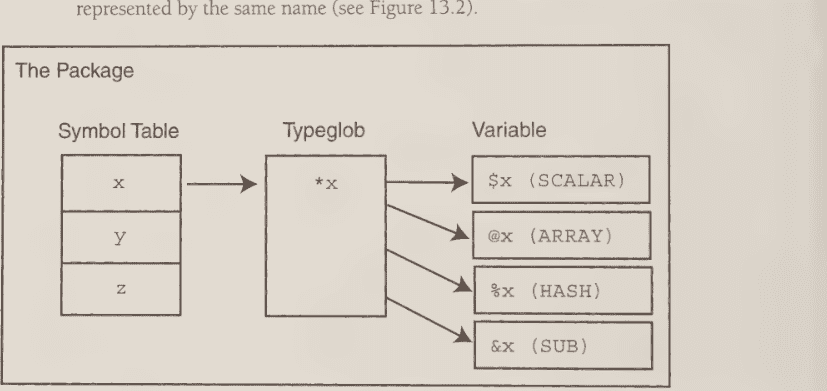 represented by the same name (see Figure 13.2).
The Package
Symbol Table Typeglob Variable
x *x $x (SCALAR)
y @x (ARRAY)
z %x (HASH)
&x (SUB)